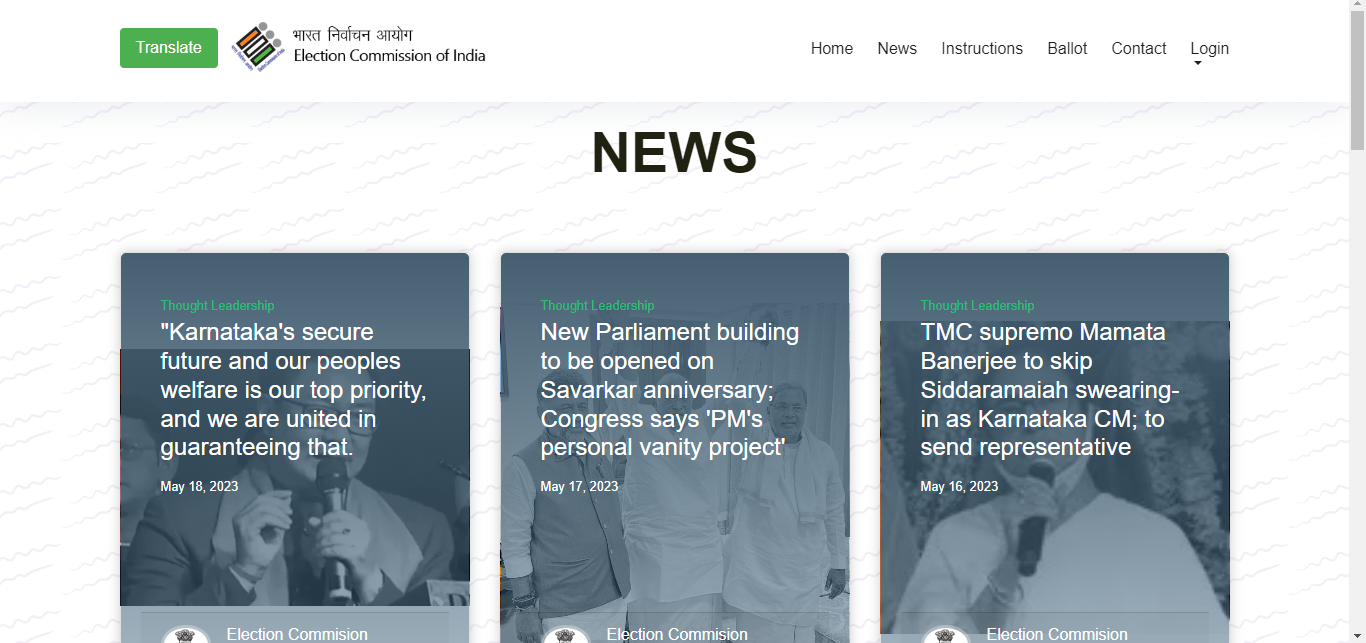 Translate
भारत निर्वाचन आयोग
Election Commission of India
Home
News
Instructions
Ballot
Contact
Login
NEWS
Thought Leadership
"Karnataka's secure
future and our peoples
welfare is our top priority,
and we are united in
guaranteeing that.
May 18, 2023
Election Commision
Thought Leadership
New Parliament building
to be opened on
Savarkar anniversary;
Congress says 'PM's
personal vanity project'
May 17, 2023
Election Commision
Thought Leadership
TMC supremo Mamata
Banerjee to skip
Siddaramaiah swearing-
in as Karnataka CM; to
send representative
May 16, 2023
Election Commision